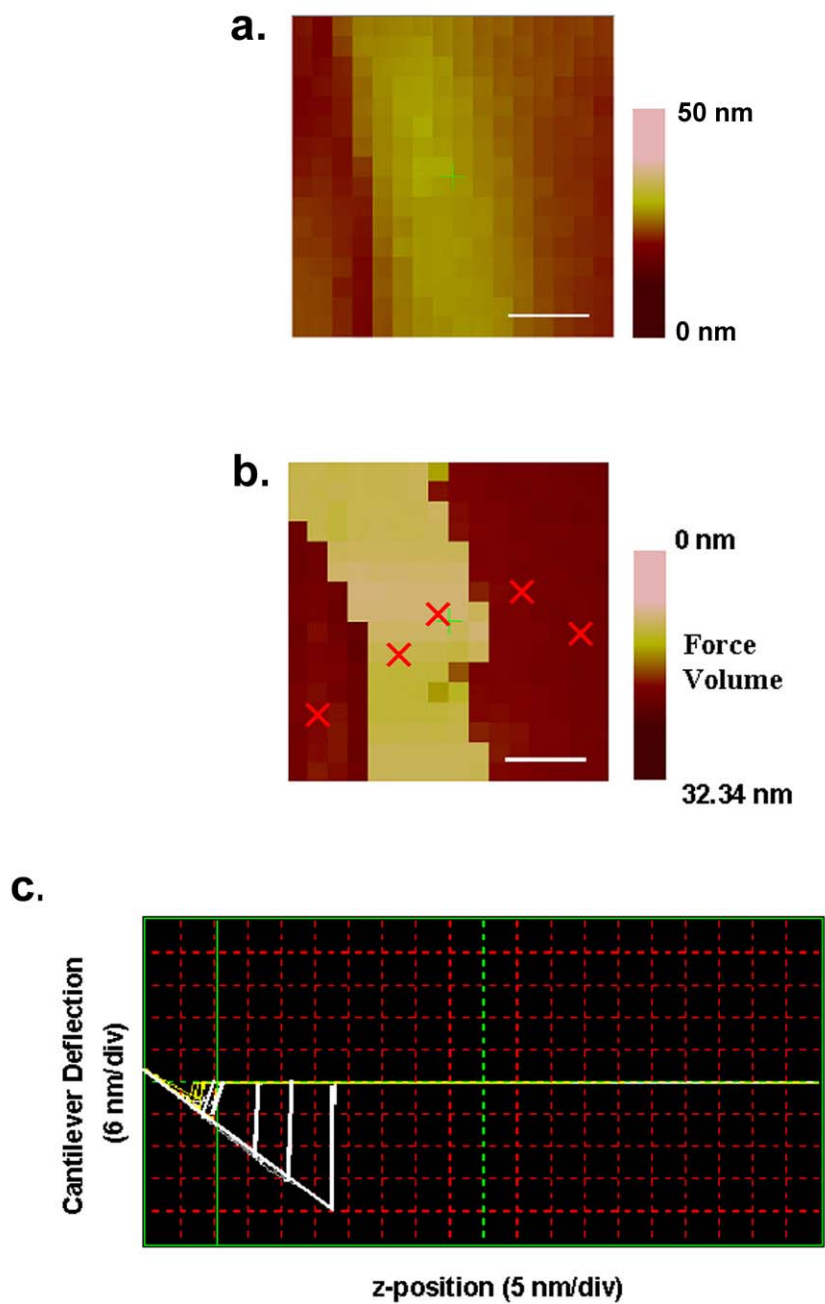 a.
50 nm
0 nm
b.
0 nm
Force
Volume
32.34 nm
c.
Cantilever Deflection
(6 nm/div)
z-position (5 nm/div)